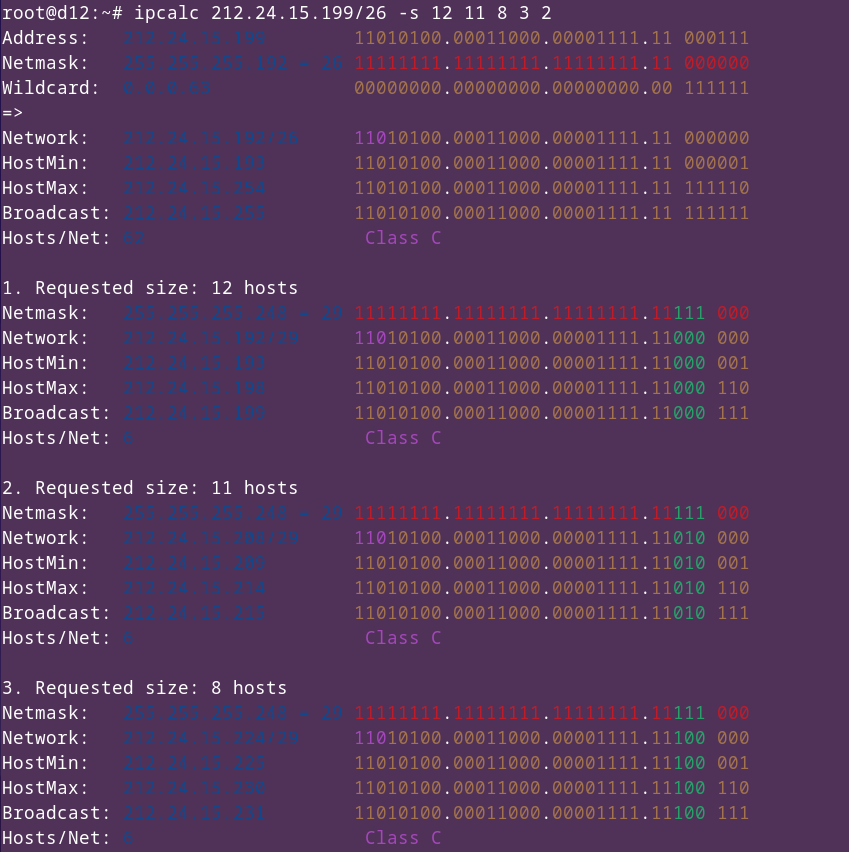 root@d12:~# ipcalc 212.24.15.199/26 -s 12 11 8 3 2
Address: 212.24.15.199 11010100.00011000.00001111.11 000111
Netmask: 255.255.255.192 = 26 11111111.11111111.11111111.11 000000
Wildcard: 0.0.0.63 00000000.00000000.00000000.00 111111
=>
Network: 212.24.15.192/26 11010100.00011000.00001111.11 000000
HostMin: 212.24.15.193 11010100.00011000.00001111.11 000001
HostMax: 212.24.15.254 11010100.00011000.00001111.11 111110
Broadcast: 212.24.15.255 11010100.00011000.00001111.11 111111
Hosts/Net: 62 Class C
1. Requested size: 12 hosts
Netmask: 255.255.255.248 = 29 11111111.11111111.11111111.11111 000
Network: 212.24.15.192/29 11010100.00011000.00001111.11000 000
HostMin: 212.24.15.193 11010100.00011000.00001111.11000 001
HostMax: 212.24.15.198 11010100.00011000.00001111.11000 110
Broadcast: 212.24.15.199 11010100.00011000.00001111.11000 111
Hosts/Net: 6 Class C
2. Requested size: 11 hosts
Netmask: 255.255.255.248 = 29 11111111.11111111.11111111.11111 000
Network: 212.24.15.208/29 11010100.00011000.00001111.11010 000
HostMin: 212.24.15.209 11010100.00011000.00001111.11010 001
HostMax: 212.24.15.214 11010100.00011000.00001111.11010 110
Broadcast: 212.24.15.215 11010100.00011000.00001111.11010 111
Hosts/Net: 6 Class C
3. Requested size: 8 hosts
Netmask: 255.255.255.248 = 29 11111111.11111111.11111111.11111 000
Network: 212.24.15.224/29 11010100.00011000.00001111.11100 000
HostMin: 212.24.15.225 11010100.00011000.00001111.11100 001
HostMax: 212.24.15.230 11010100.00011000.00001111.11100 110
Broadcast: 212.24.15.231 11010100.00011000.00001111.11100 111
Hosts/Net: 6 Class C